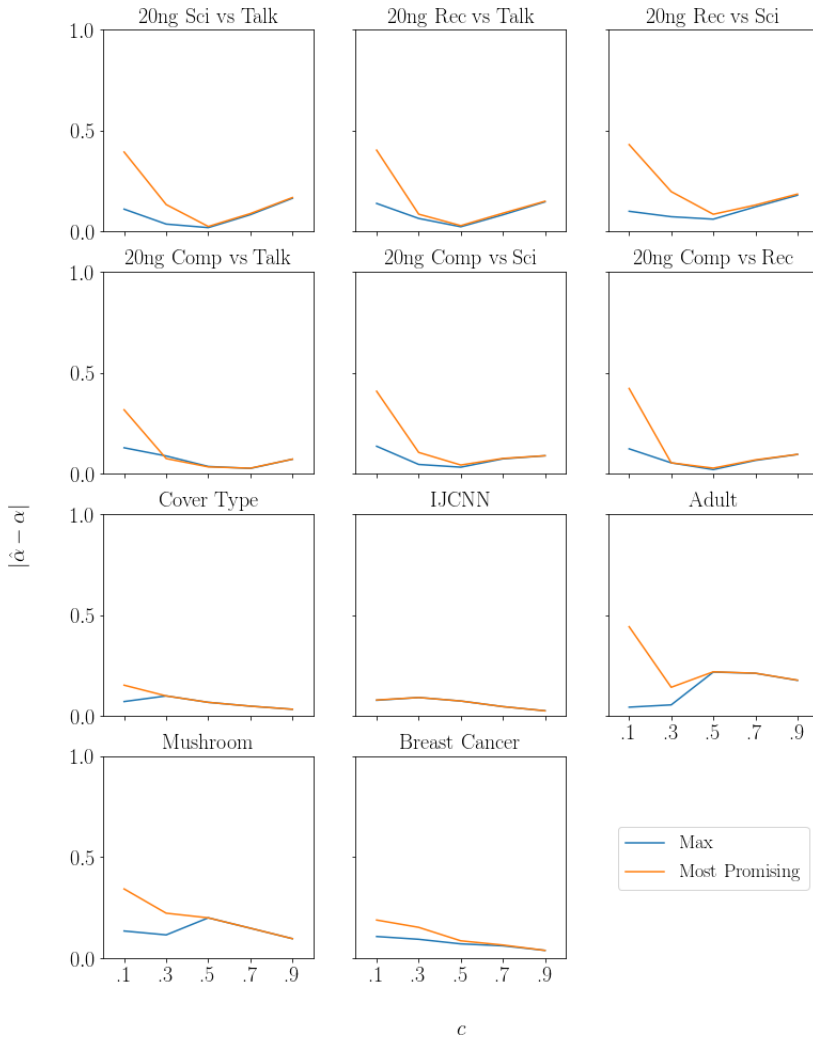 20ng Sci vs Talk
20ng Rec vs Talk
20ng Rec vs Sci
1.0
0.5
0.0
20ng Comp vs Talk
20ng Comp vs Sci
20ng Comp vs Rec
1.0
0.5
0.0
Cover Type
IJCNN
Adult
1.0
0.5
0.0
.1 .3 .5 .7 .9
|α̂ − α|
Mushroom
Breast Cancer
1.0
0.5
0.0
.1 .3 .5 .7 .9
.1 .3 .5 .7 .9
Max
Most Promising
c